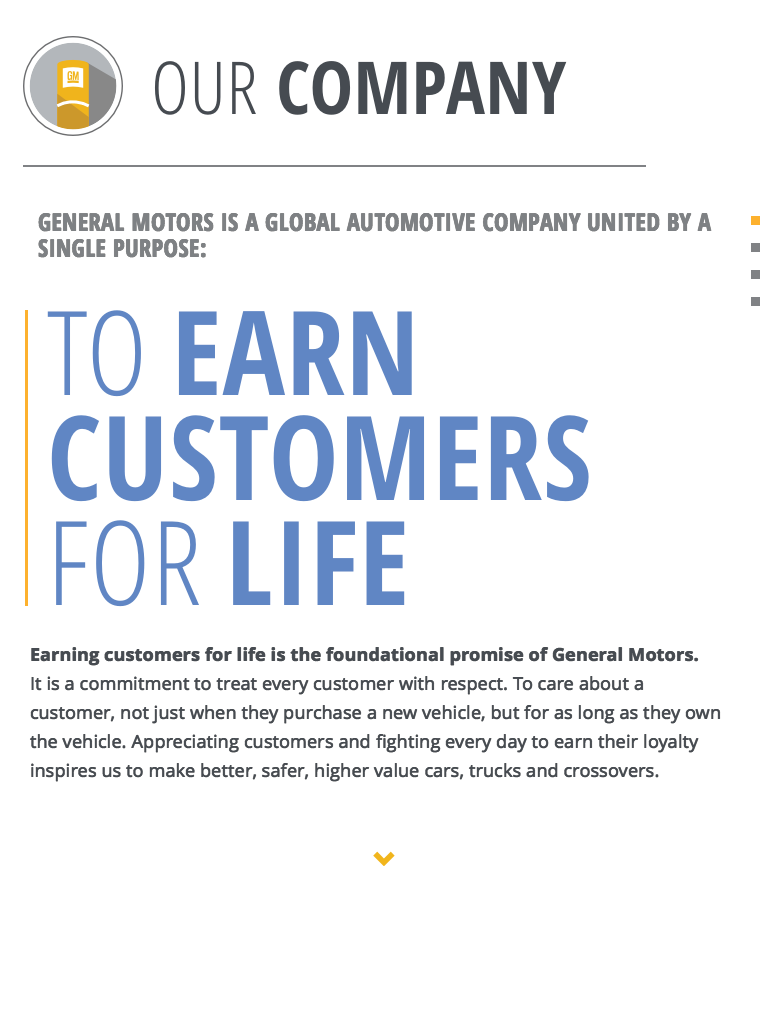 GM
OUR COMPANY
GENERAL MOTORS IS A GLOBAL AUTOMOTIVE COMPANY UNITED BY A
SINGLE PURPOSE:
TO EARN
CUSTOMERS
FOR LIFE
Earning customers for life is the foundational promise of General Motors.
It is a commitment to treat every customer with respect. To care about a
customer, not just when they purchase a new vehicle, but for as long as they own
the vehicle. Appreciating customers and fighting every day to earn their loyalty
inspires us to make better, safer, higher value cars, trucks and crossovers.